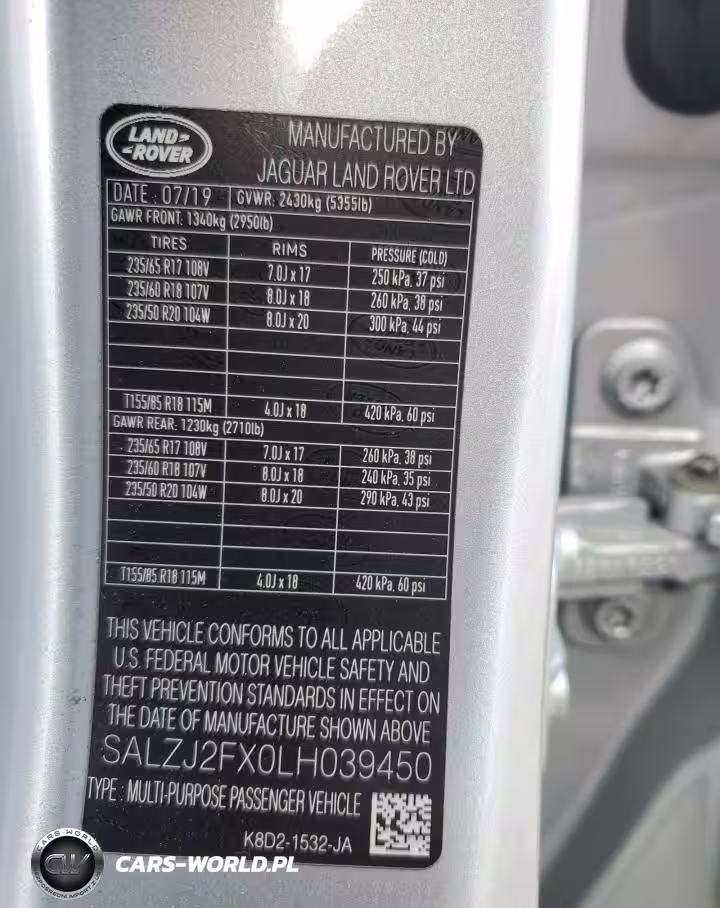 LAND
ROVER
MANUFACTURED BY
JAGUAR LAND ROVER LTD
DATE : 07/19 GVWR: 2430kg (5355lb)
GAWR FRONT: 1340kg (2950lb)
TIRES RIMS PRESSURE (COLD)
235/65 R17 108V 7.0J x 17 250 kPa, 37 psi
235/60 R18 107V 8.0J x 18 260 kPa, 38 psi
235/50 R20 104W 8.0J x 20 300 kPa, 44 psi
T155/85 R18 115M 4.0J x 18 420 kPa, 60 psi
GAWR REAR: 1230kg (2710lb)
235/65 R17 108V 7.0J x 17 260 kPa, 38 psi
235/60 R18 107V 8.0J x 18 240 kPa, 35 psi
235/50 R20 104W 8.0J x 20 290 kPa, 43 psi
T155/85 R18 115M 4.0J x 18 420 kPa, 60 psi
THIS VEHICLE CONFORMS TO ALL APPLICABLE
U.S. FEDERAL MOTOR VEHICLE SAFETY AND
THEFT PREVENTION STANDARDS IN EFFECT ON
THE DATE OF MANUFACTURE SHOWN ABOVE
SALZJ2FX0LH039450
TYPE : MULTI-PURPOSE PASSENGER VEHICLE
K8D2-1532-JA
CARS-WORLD.PL
CW
CARS-WORLD.PL